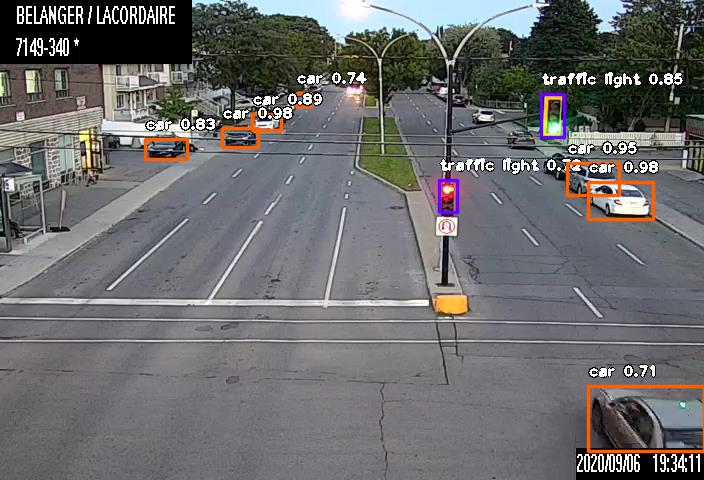 BELANGER / LACORDAIRE
7149-340 *
car 0.74
traffic light 0.85
car 0.89
car 0.98
car 0.83
car 0.95
traffic light 0.72
car 0.98
car 0.71
2020/09/06 19:34:11